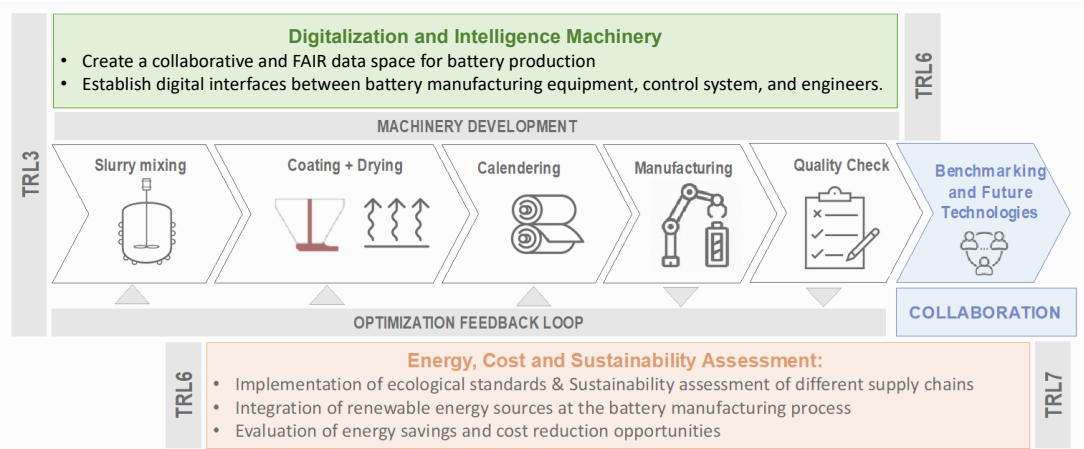 Digitalization and Intelligence Machinery
• Create a collaborative and FAIR data space for battery production
• Establish digital interfaces between battery manufacturing equipment, control system, and engineers.
TRL6
MACHINERY DEVELOPMENT
TRL3
Slurry mixing
Coating + Drying
Calendering
Manufacturing
Quality Check
Benchmarking
and Future
Technologies
OPTIMIZATION FEEDBACK LOOP
COLLABORATION
TRL6
Energy, Cost and Sustainability Assessment:
• Implementation of ecological standards & Sustainability assessment of different supply chains
• Integration of renewable energy sources at the battery manufacturing process
• Evaluation of energy savings and cost reduction opportunities
TRL7